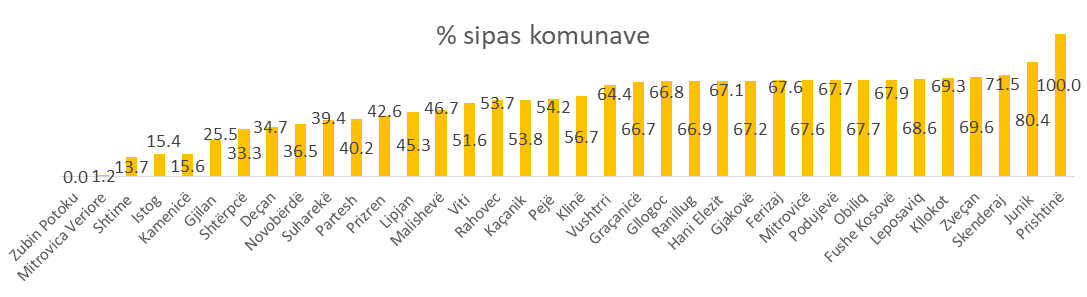 % sipas komunave
0.0
1.2
13.7
15.4
15.6
25.5
33.3
34.7
36.5
39.4
40.2
42.6
45.3
46.7
51.6
53.7
53.8
54.2
56.7
64.4
66.7
66.8
66.9
67.1
67.2
67.6
67.6
67.7
67.7
67.9
68.6
69.3
69.6
71.5
80.4
100.0
Zubin Potoku
Mitrovica Veriore
Shtime
Istog
Kamenicë
Gjilan
Shtërpcë
Deçan
Novobërdë
Suharekë
Partesh
Prizren
Lipjan
Malishevë
Viti
Rahovec
Kaçanik
Pejë
Klinë
Vushtrri
Graçanicë
Gllogoc
Ranillug
Hani Elezit
Gjakovë
Ferizaj
Mitrovicë
Podujevë
Obiliq
Fushe Kosovë
Leposaviq
Kllokot
Zveçan
Skenderaj
Junik
Prishtinë